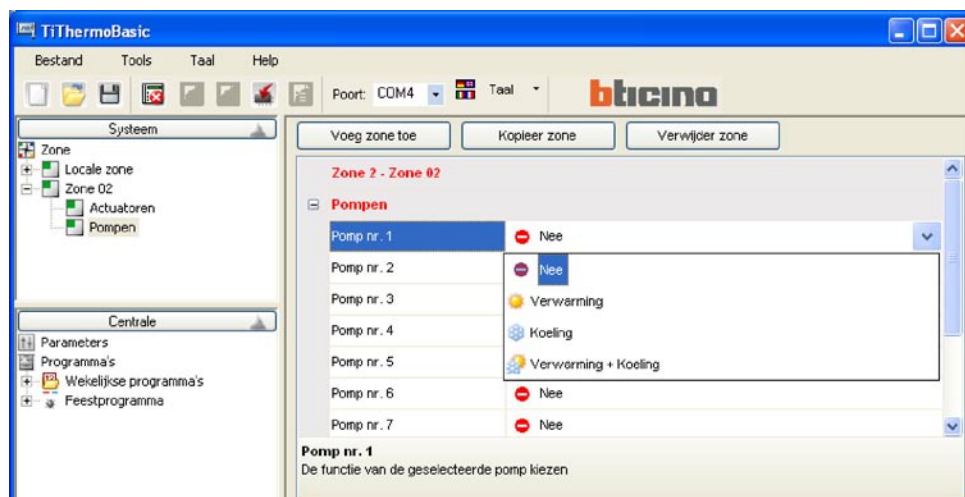 TiThermoBasic
Bestand Tools Taal Help
Poort: COM4 Taal bticino
Systeem
Zone
Locale zone
Zone 02
Actuatoren
Pompen
Centrale
Parameters
Programma's
Wekelijkse programma's
Feestprogramma
Voeg zone toe Kopieer zone Verwijder zone
Zone 2 - Zone 02
Pompen
Pomp nr. 1 Nee
Pomp nr. 2 Nee
Pomp nr. 3 Verwarming
Pomp nr. 4 Koeling
Pomp nr. 5 Verwarming + Koeling
Pomp nr. 6 Nee
Pomp nr. 7 Nee
Pomp nr. 1
De functie van de geselecteerde pomp kiezen